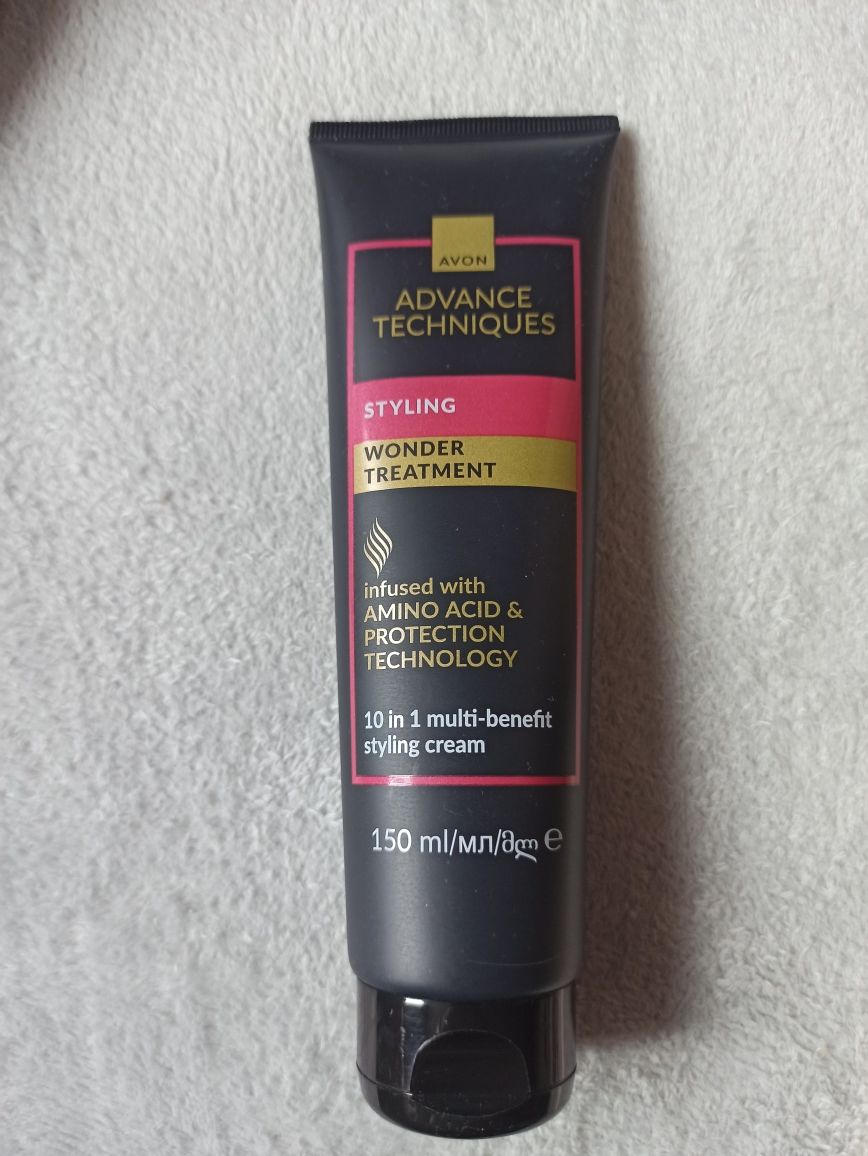 AVON
ADVANCE
TECHNIQUES
STYLING
WONDER
TREATMENT
infused with
AMINO ACID &
PROTECTION
TECHNOLOGY
10 in 1 multi-benefit
styling cream
150 ml/мл/მლ ℮